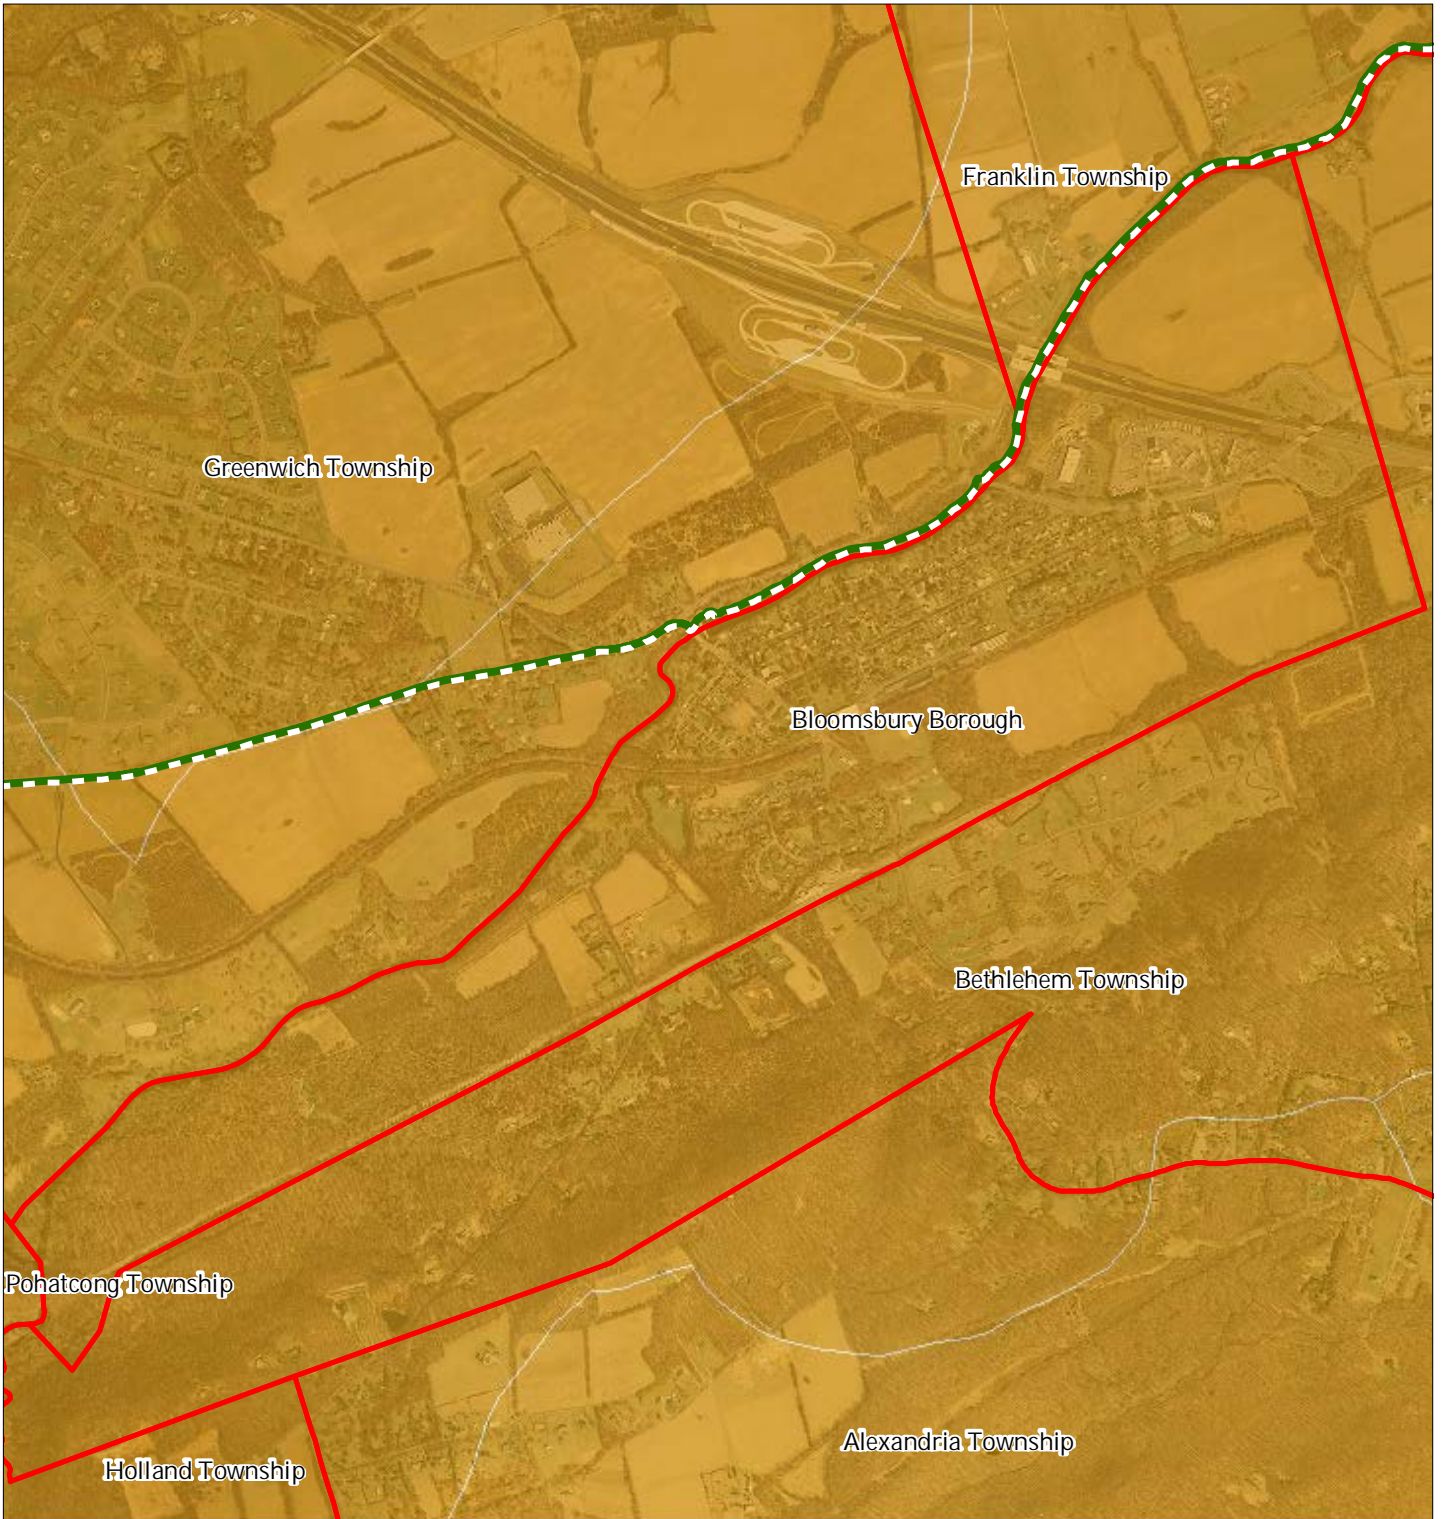 Franklin Township
Greenwich Township
Bloomsbury Borough
Bethlehem Township
Pohatcong Township
Alexandria Township
Holland Township